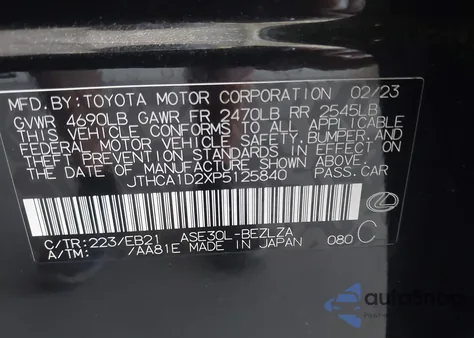 MFD. BY: TOYOTA MOTOR CORPORATION 02/23
GVWR 4690LB GAWR FR 2470LB RR 2545LB
THIS VEHICLE CONFORMS TO ALL APPLICABLE
FEDERAL MOTOR VEHICLE SAFETY, BUMPER, AND
THEFT PREVENTION STANDARDS IN EFFECT ON
THE DATE OF MANUFACTURE SHOWN ABOVE.
JTHCA1D2XP5125840 PASS.CAR
C/TR:223/EB21 ASE30L-BEZLZA
A/TM: /AA81E MADE IN JAPAN 080 C
autosnap